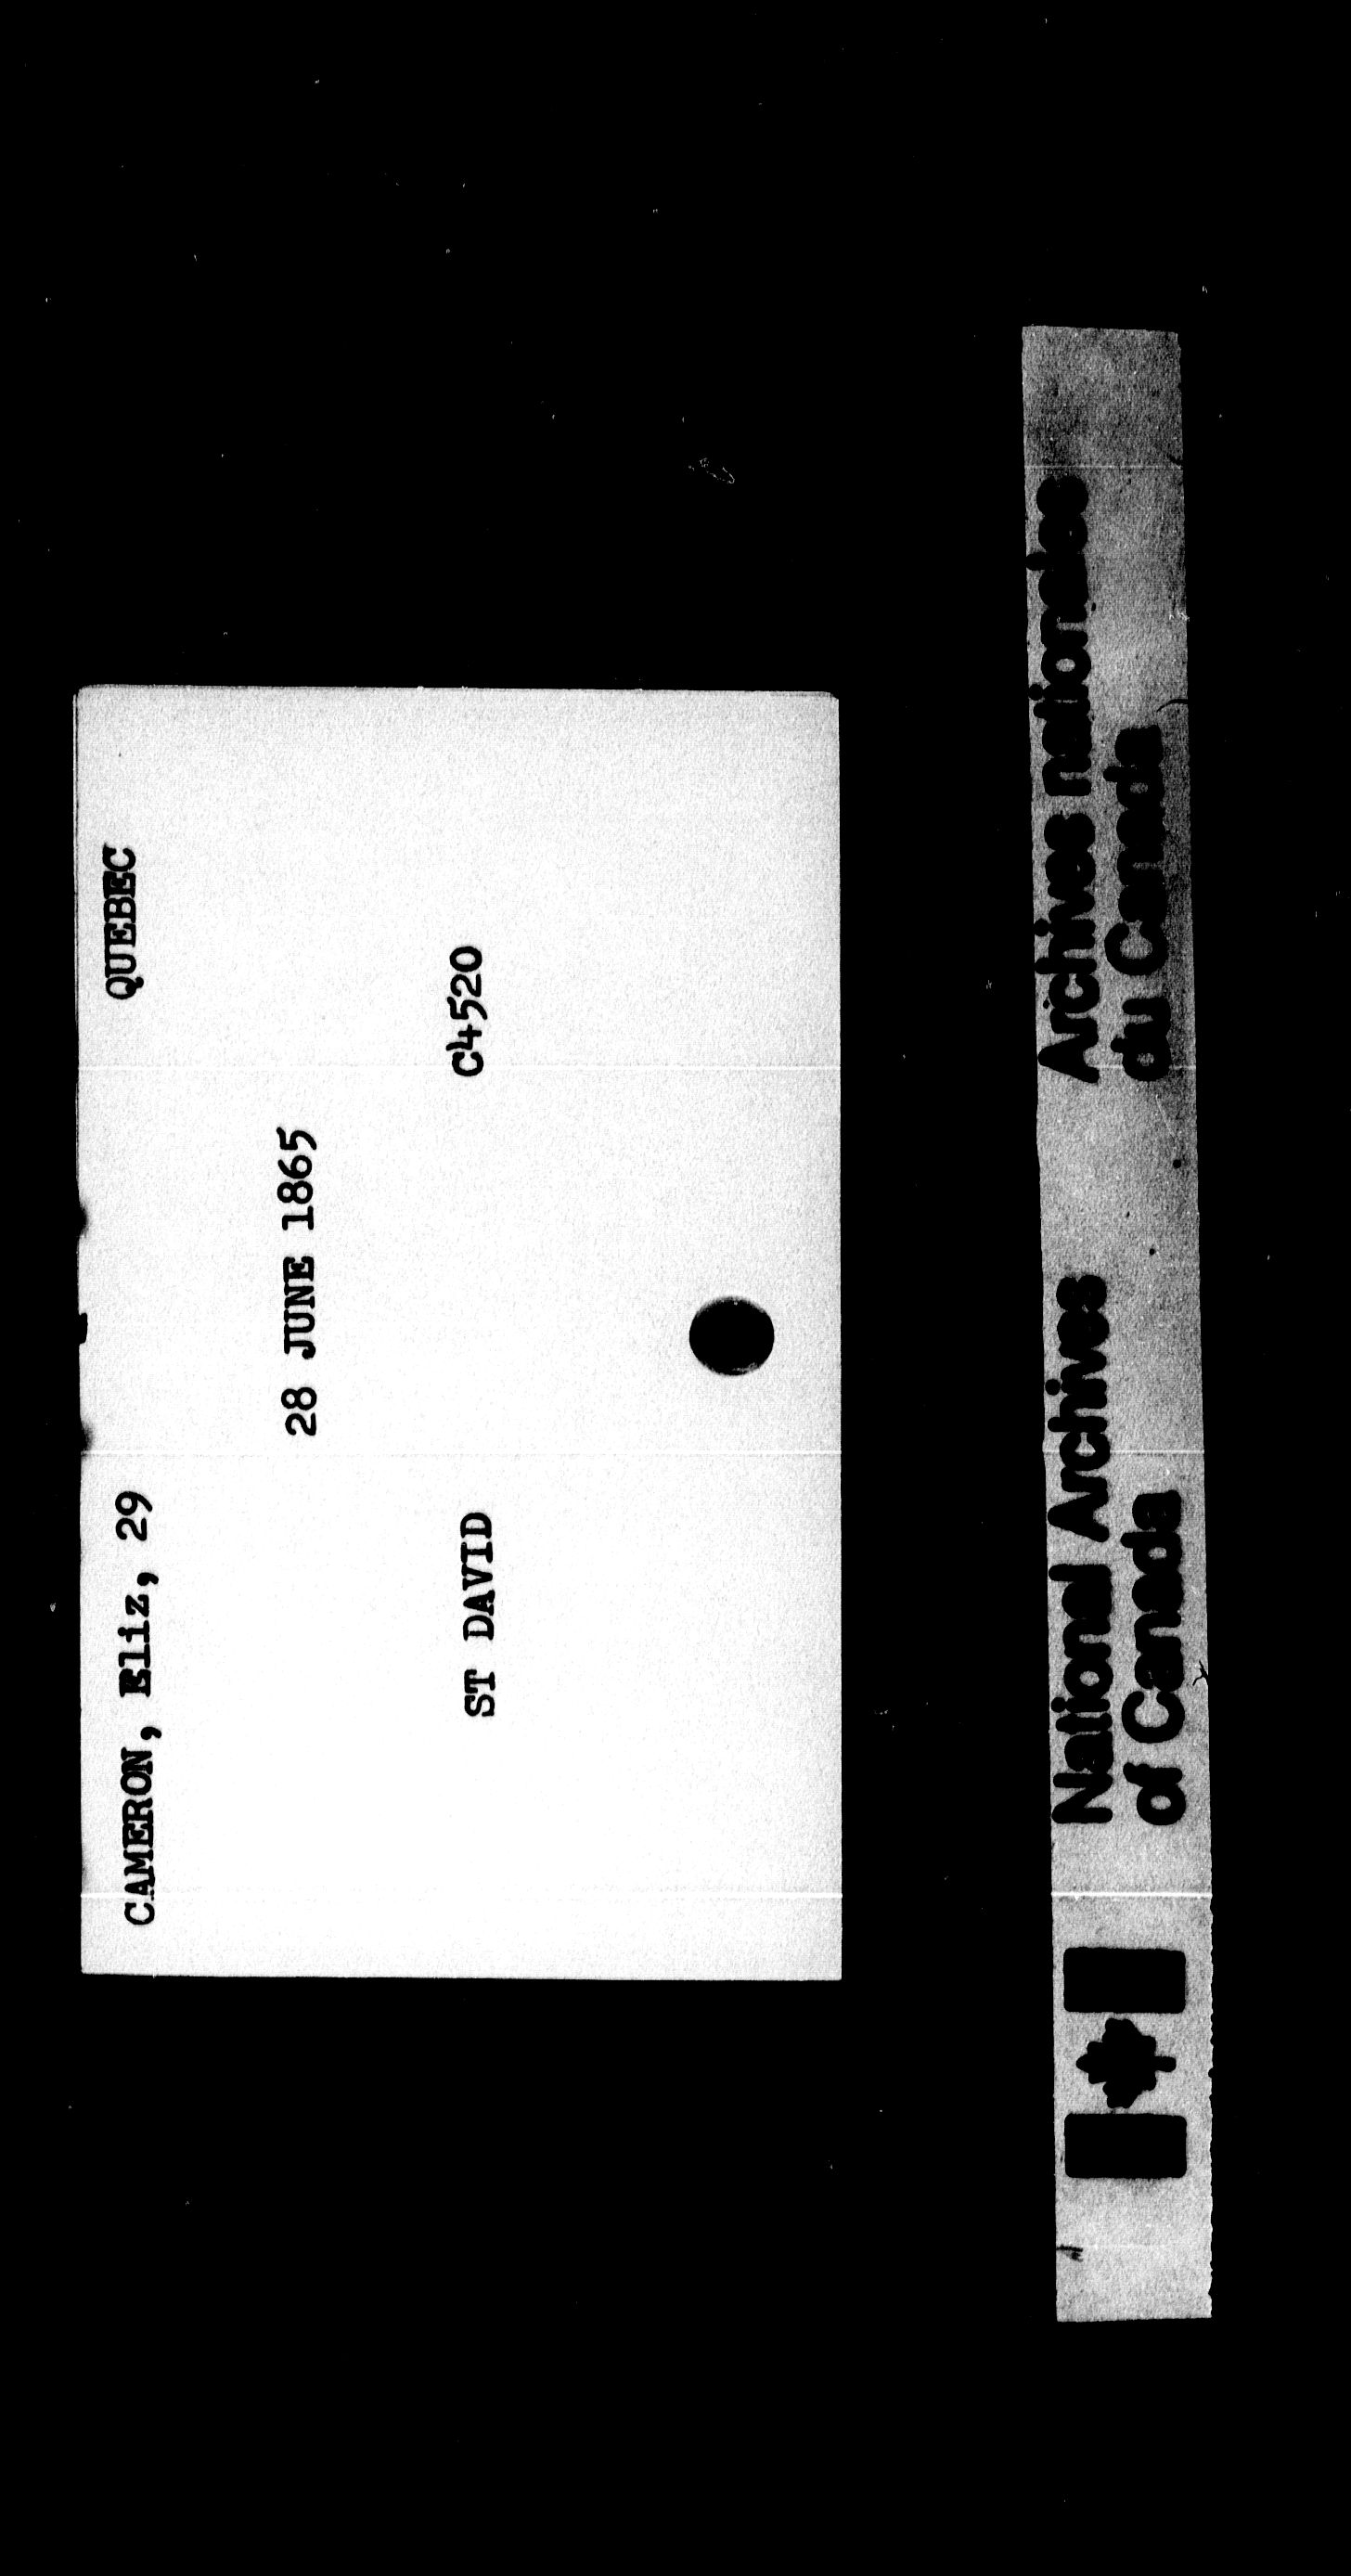 CAMERON, Eliz, 29 QUEBEC
28 JUNE 1865
ST DAVID C4520
National Archives
of Canada
Archives nationales
du Canada